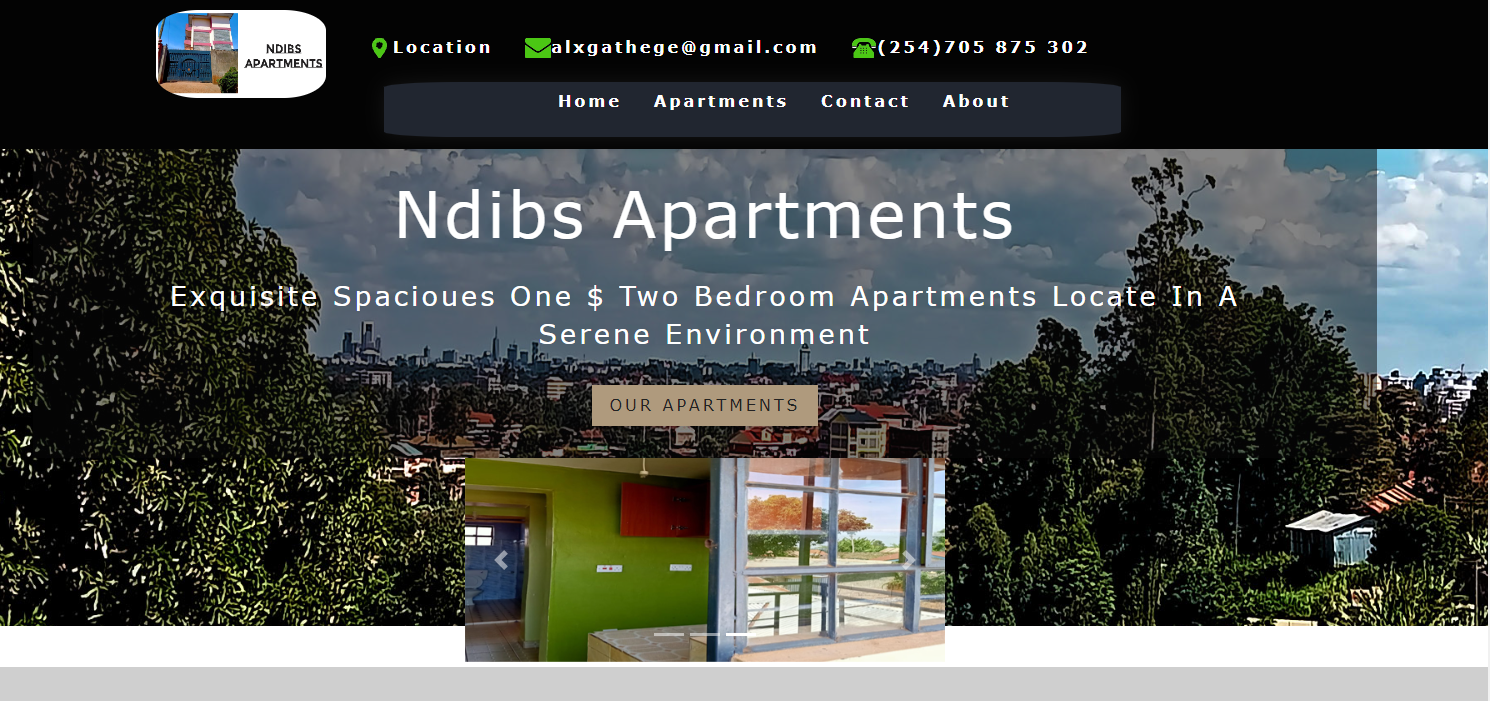 NDIBS
APARTMENTS
Location
alxgathege@gmail.com
(254)705 875 302
Home
Apartments
Contact
About
Ndibs Apartments
Exquisite Spacioues One $ Two Bedroom Apartments Locate In A
Serene Environment
OUR APARTMENTS